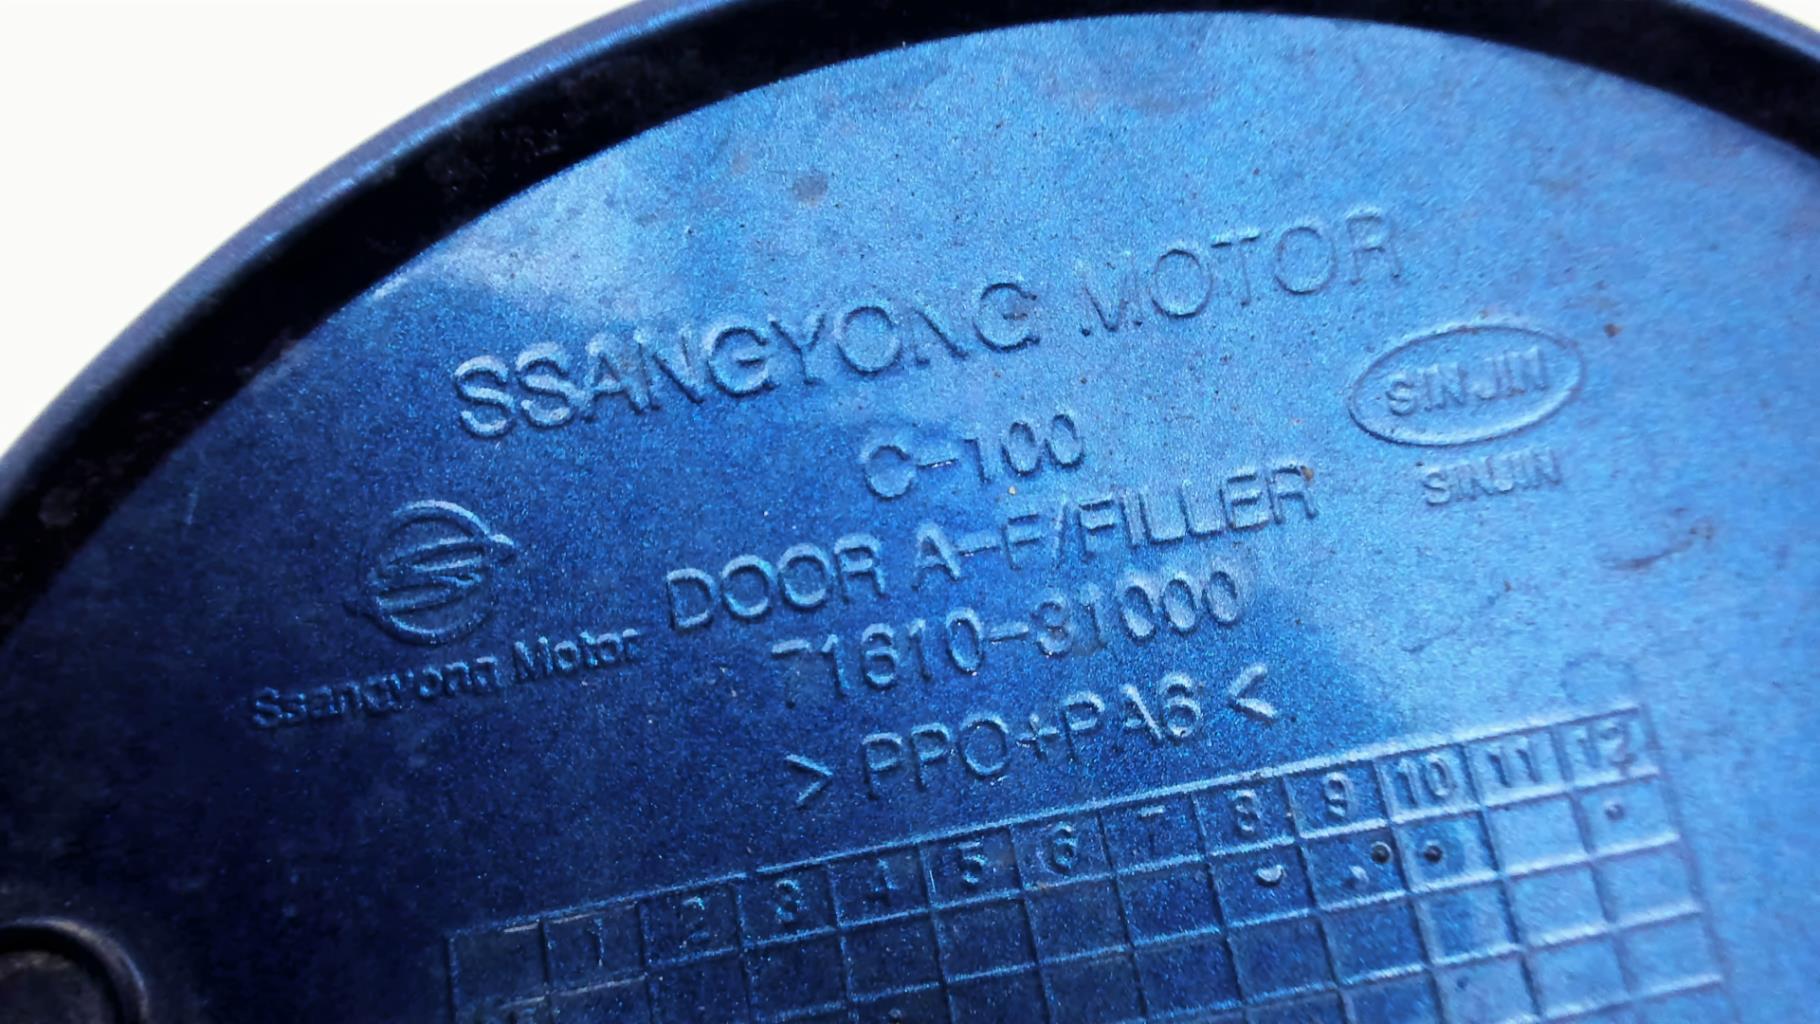 SSANGYONG MOTOR
SINJIN
C-100
SINJIN
DOOR A-F/FILLER
71610-31000
Ssangyong Motor
> PPO+PA6 <
1 2 3 4 5 6 7 8 9 10 11 12